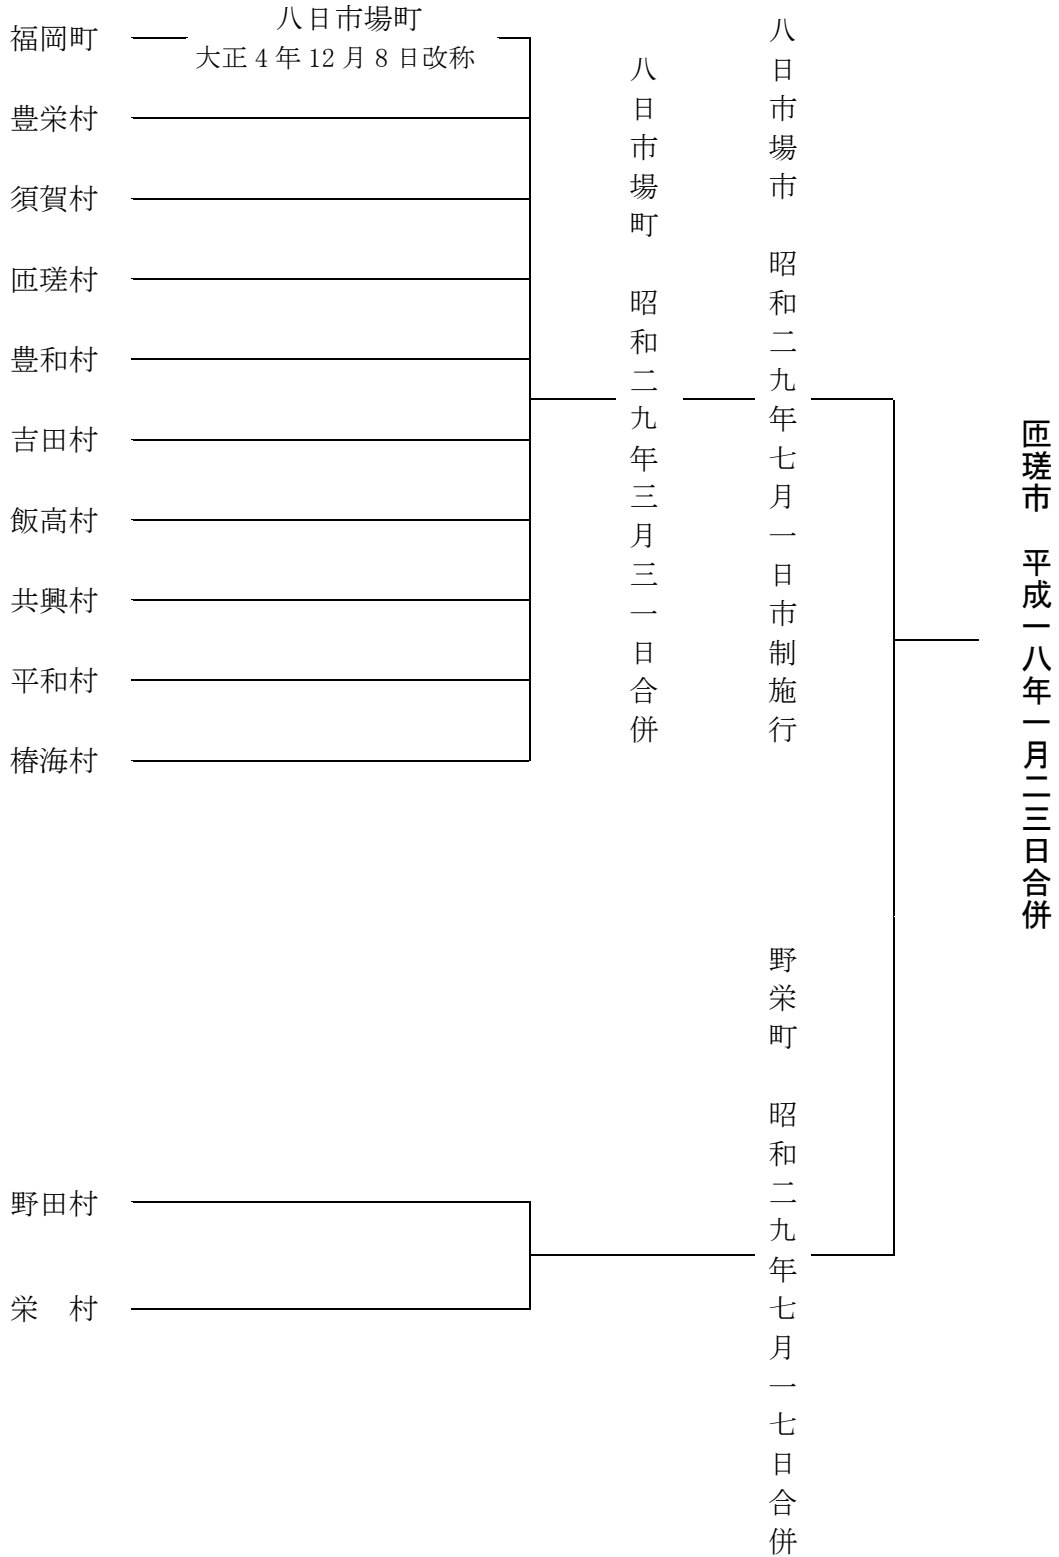 福岡町
八日市場町
大正4年12月8日改称
豊栄村
須賀村
匝瑳村
豊和村
吉田村
飯高村
共興村
平和村
椿海村
野田村
栄　村
八日市場町　昭和二九年三月三一日合併
八日市場市　昭和二九年七月一日市制施行
野栄町　昭和二九年七月一七日合併
匝瑳市　平成一八年一月二三日合併